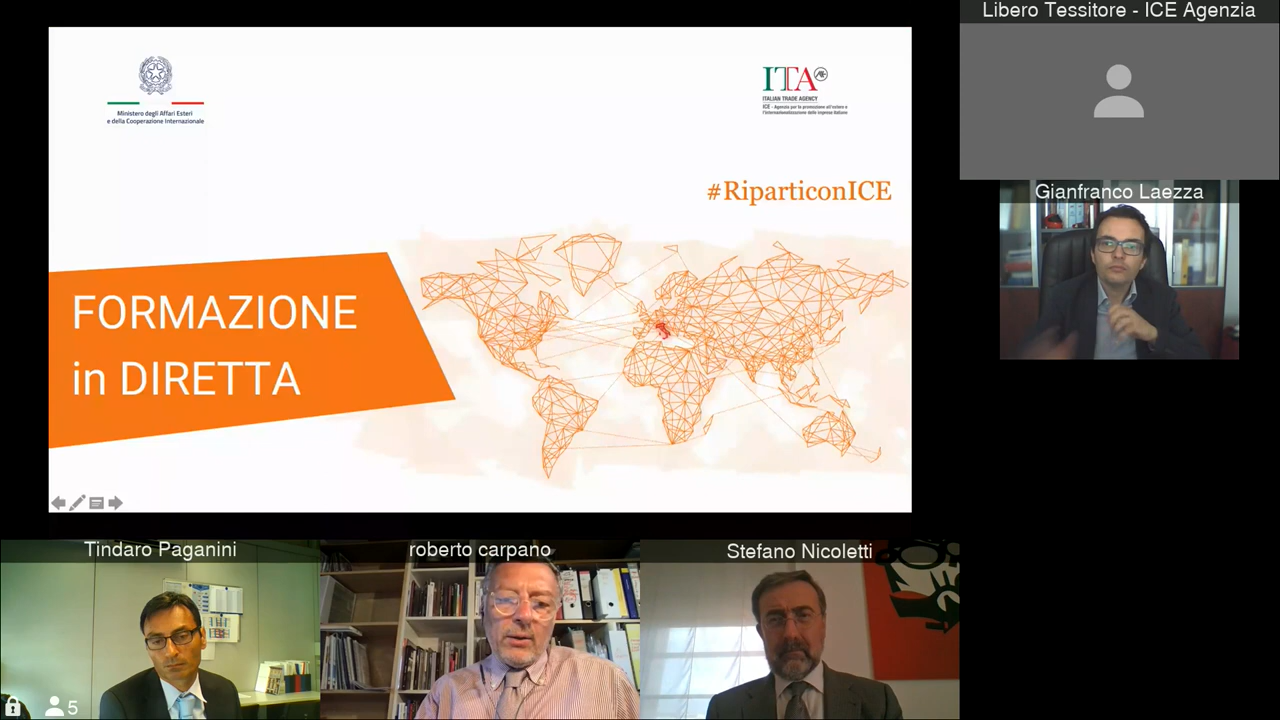 Libero Tessitore - ICE Agenzia
Ministero degli Affari Esteri
e della Cooperazione Internazionale
ITA
ITALIAN TRADE AGENCY
ICE - Agenzia per la promozione all'estero e
l'internazionalizzazione delle imprese italiane
#RiparticonICE
Gianfranco Laezza
FORMAZIONE
in DIRETTA
Tindaro Paganini
roberto carpano
Stefano Nicoletti
5